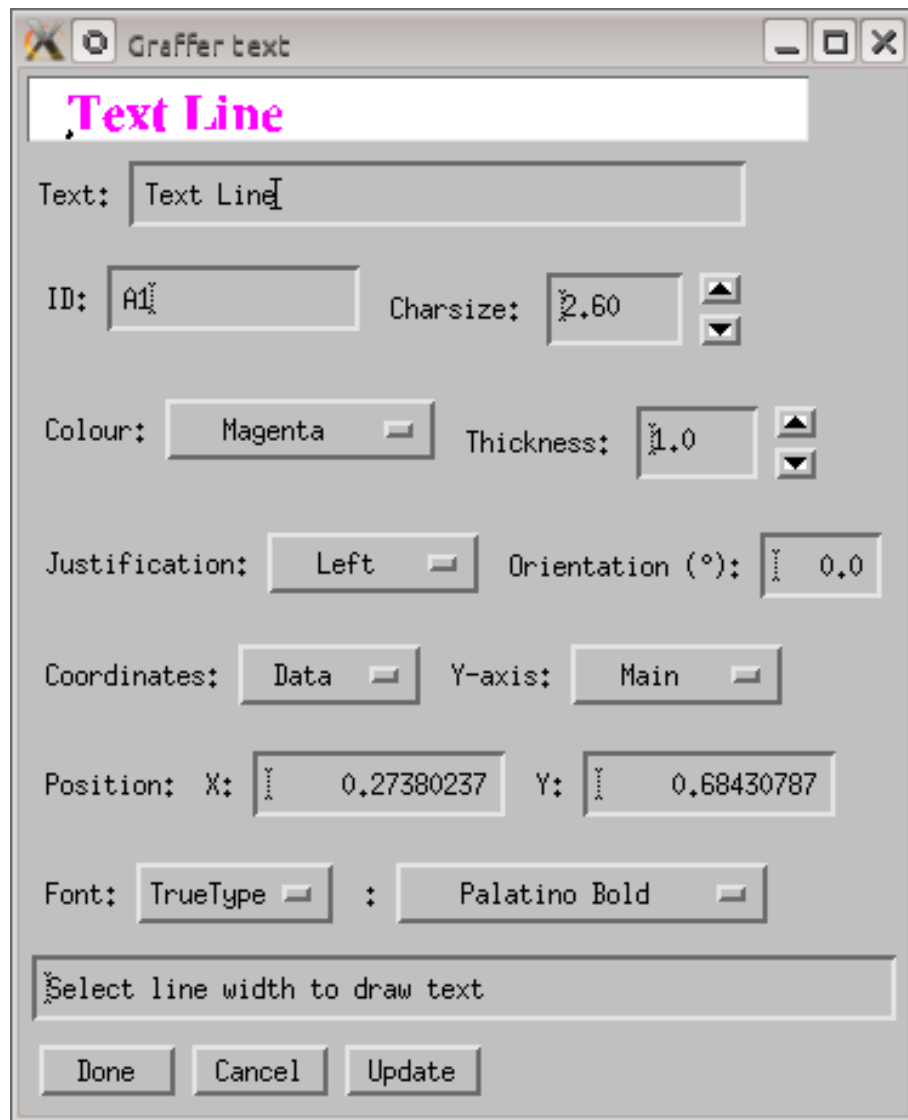 Graffer text
Text Line
Text: Text Line
ID: A1 Charsize: 2.60
Colour: Magenta Thickness: 1.0
Justification: Left Orientation (°): 0.0
Coordinates: Data Y-axis: Main
Position: X: 0.27380237 Y: 0.68430787
Font: TrueType : Palatino Bold
Select line width to draw text
Done Cancel Update